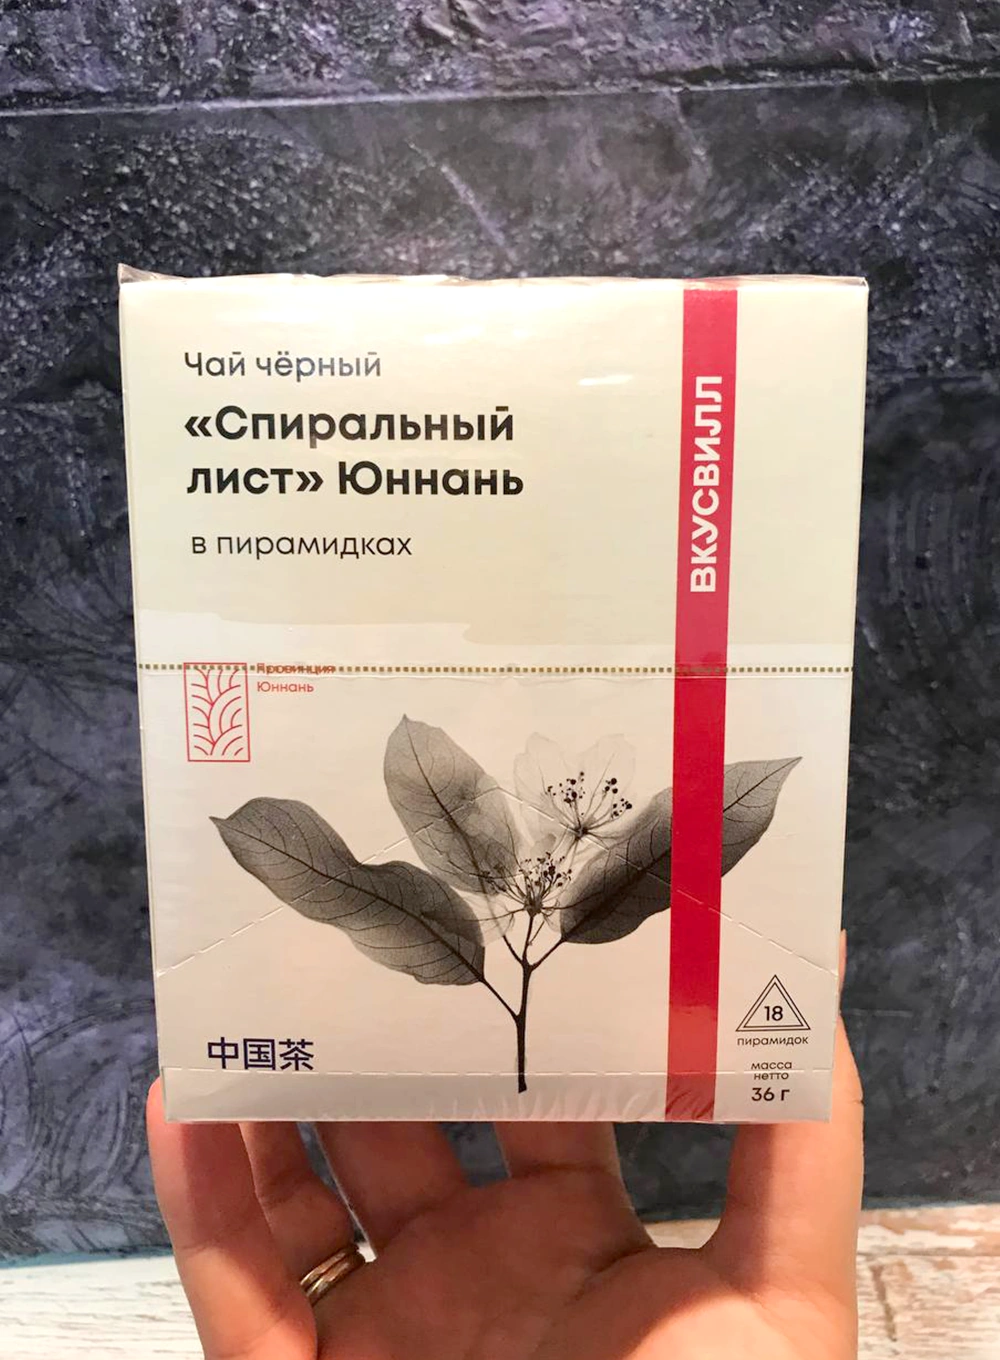 Чай чёрный
«Спиральный
лист» Юннань
в пирамидках
ВКУСВИЛЛ
Провинция
Юннань
中国茶
18
пирамидок
масса
нетто
36 г